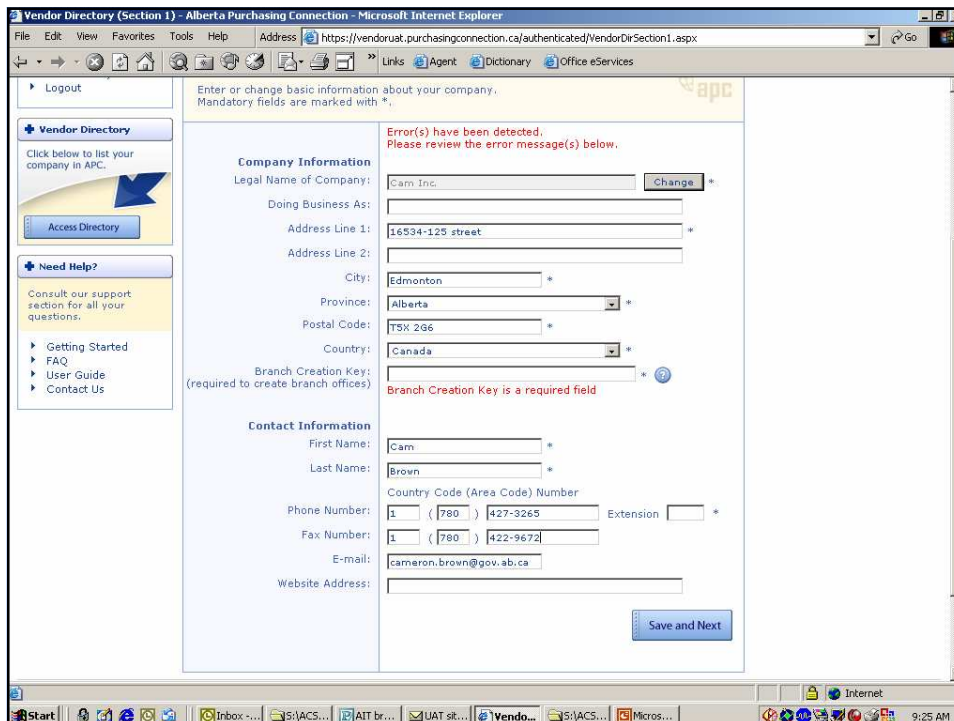 Vendor Directory (Section 1) - Alberta Purchasing Connection - Microsoft Internet Explorer
File Edit View Favorites Tools Help Address https://vendoruat.purchasingconnection.ca/authenticated/VendorDirSection1.aspx Go
» Links Agent Dictionary Office eServices
Logout
Vendor Directory
Click below to list your
company in APC.
Access Directory
Need Help?
Consult our support
section for all your
questions.
Getting Started
FAQ
User Guide
Contact Us
Enter or change basic information about your company.
Mandatory fields are marked with *.
apc
Error(s) have been detected.
Please review the error message(s) below.
Company Information
Legal Name of Company: Cam Inc. Change *
Doing Business As:
Address Line 1: 16534-125 street *
Address Line 2:
City: Edmonton *
Province: Alberta *
Postal Code: T5X 2G6 *
Country: Canada *
Branch Creation Key: * ?
(required to create branch offices)
Branch Creation Key is a required field
Contact Information
First Name: Cam *
Last Name: Brown *
Country Code (Area Code) Number
Phone Number: 1 ( 780 ) 427-3265 Extension *
Fax Number: 1 ( 780 ) 422-9672
E-mail: cameron.brown@gov.ab.ca
Website Address:
Save and Next
Internet
Start Inbox -... S:\ACS... AIT br... UAT sit... Vendo... S:\ACS... Micros... 9:25 AM